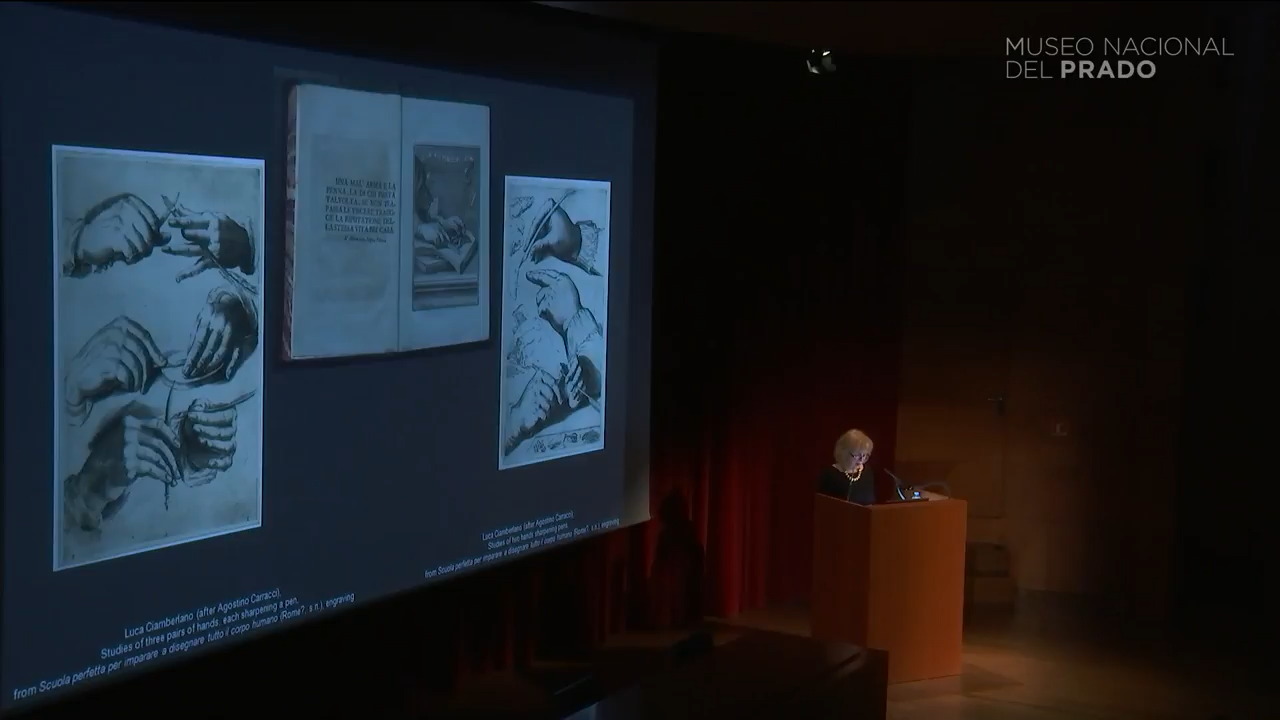 MUSEO NACIONAL
DEL PRADO
Luca Ciamberlano (after Agostino Carracci),
Studies of three pairs of hands, each sharpening a pen,
from Scuola perfetta per imparare a disegnare tutto il corpo humano (Rome?, s.n.), engraving
Luca Ciamberlano (after Agostino Carracci),
Studies of two hands sharpening pens,
from Scuola perfetta per imparare a disegnare tutto il corpo humano (Rome?, s.n.), engraving